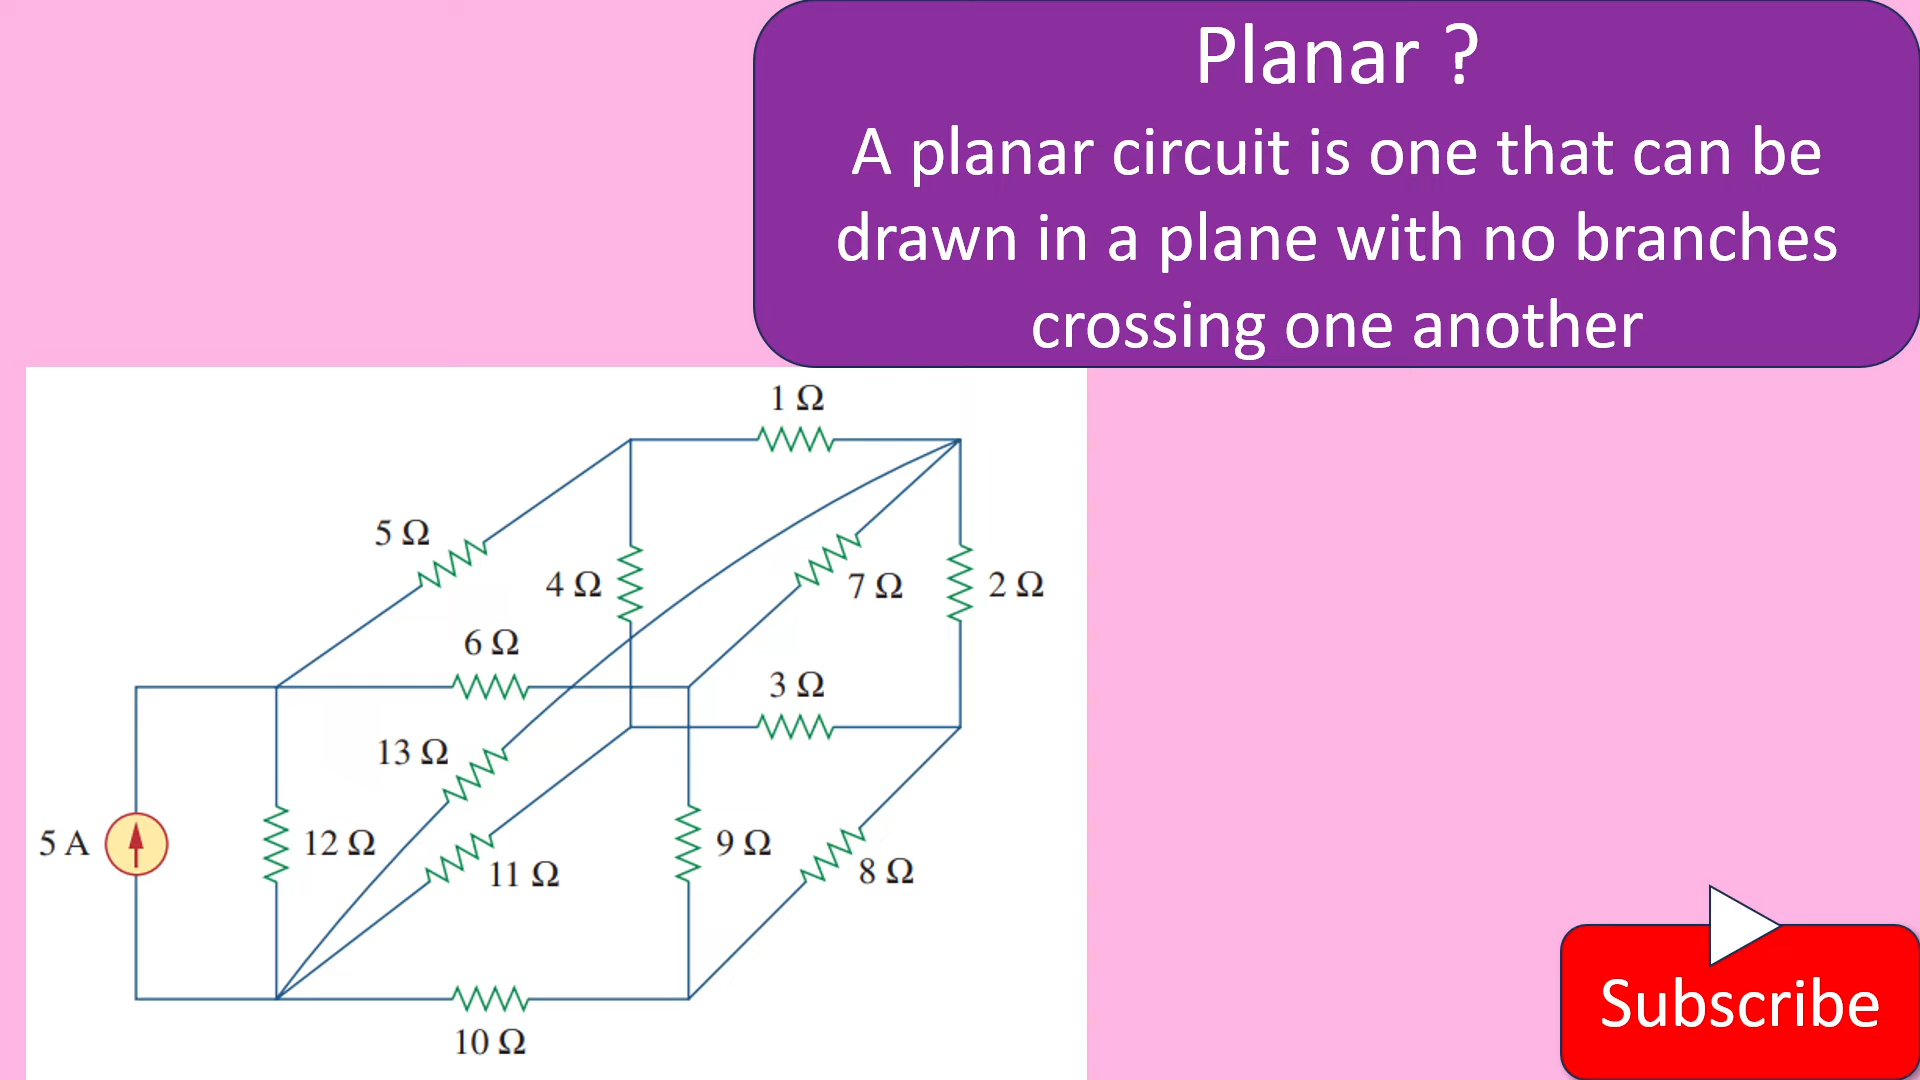 Planar ?
A planar circuit is one that can be
drawn in a plane with no branches
crossing one another
1 Ω
5 Ω
4 Ω
7 Ω
2 Ω
6 Ω
3 Ω
13 Ω
5 A
12 Ω
11 Ω
9 Ω
8 Ω
10 Ω
Subscribe